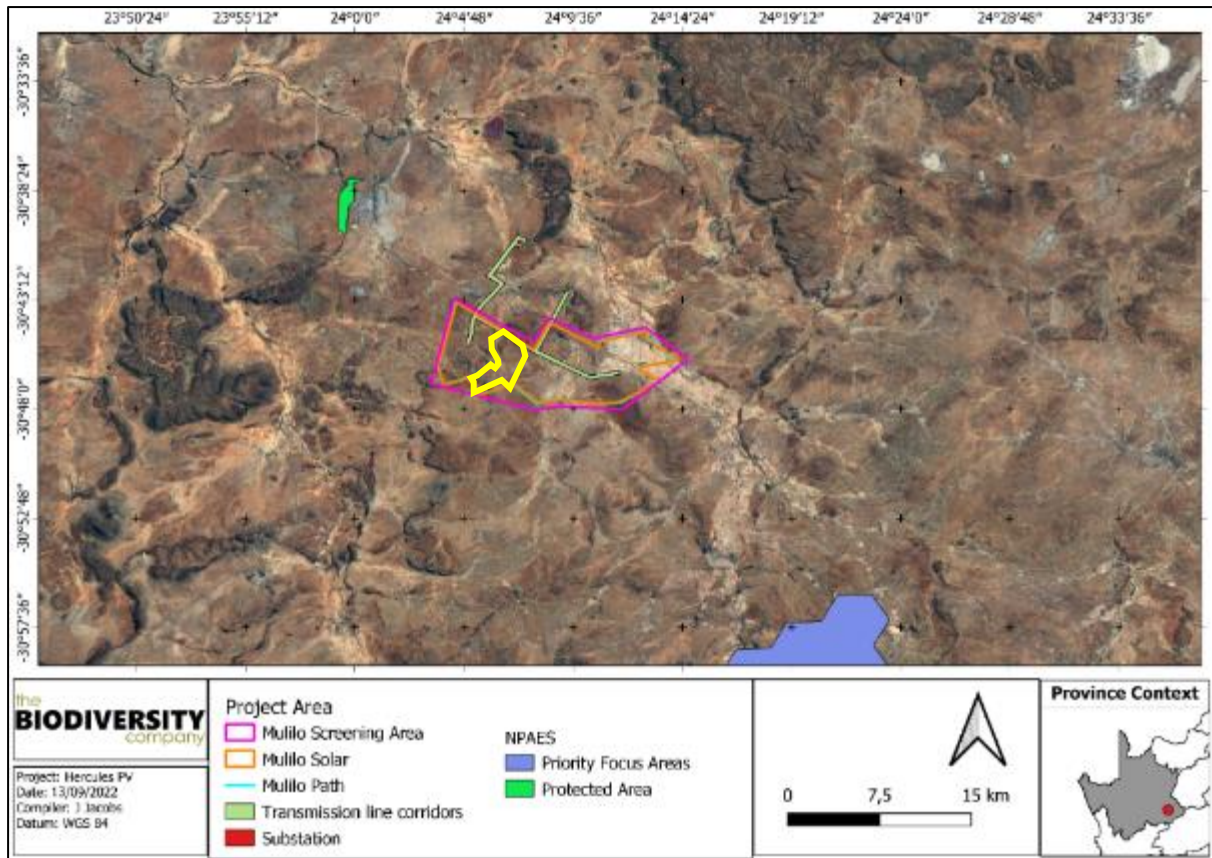 23°50'24" 23°55'12" 24°0'0" 24°4'48" 24°9'36" 24°14'24" 24°19'12" 24°24'0" 24°28'48" 24°33'36"
-30°33'36"
-30°38'24"
-30°43'12"
-30°48'0"
-30°52'48"
-30°57'36"
the
BIODIVERSITY
company
Project: Hercules PV
Date: 13/09/2022
Compiler: J Jacobs
Datum: WGS 84
Project Area
Mulilo Screening Area
Mulilo Solar
Mulilo Path
Transmission line corridors
Substation
NPAES
Priority Focus Areas
Protected Area
0 7,5 15 km
Province Context